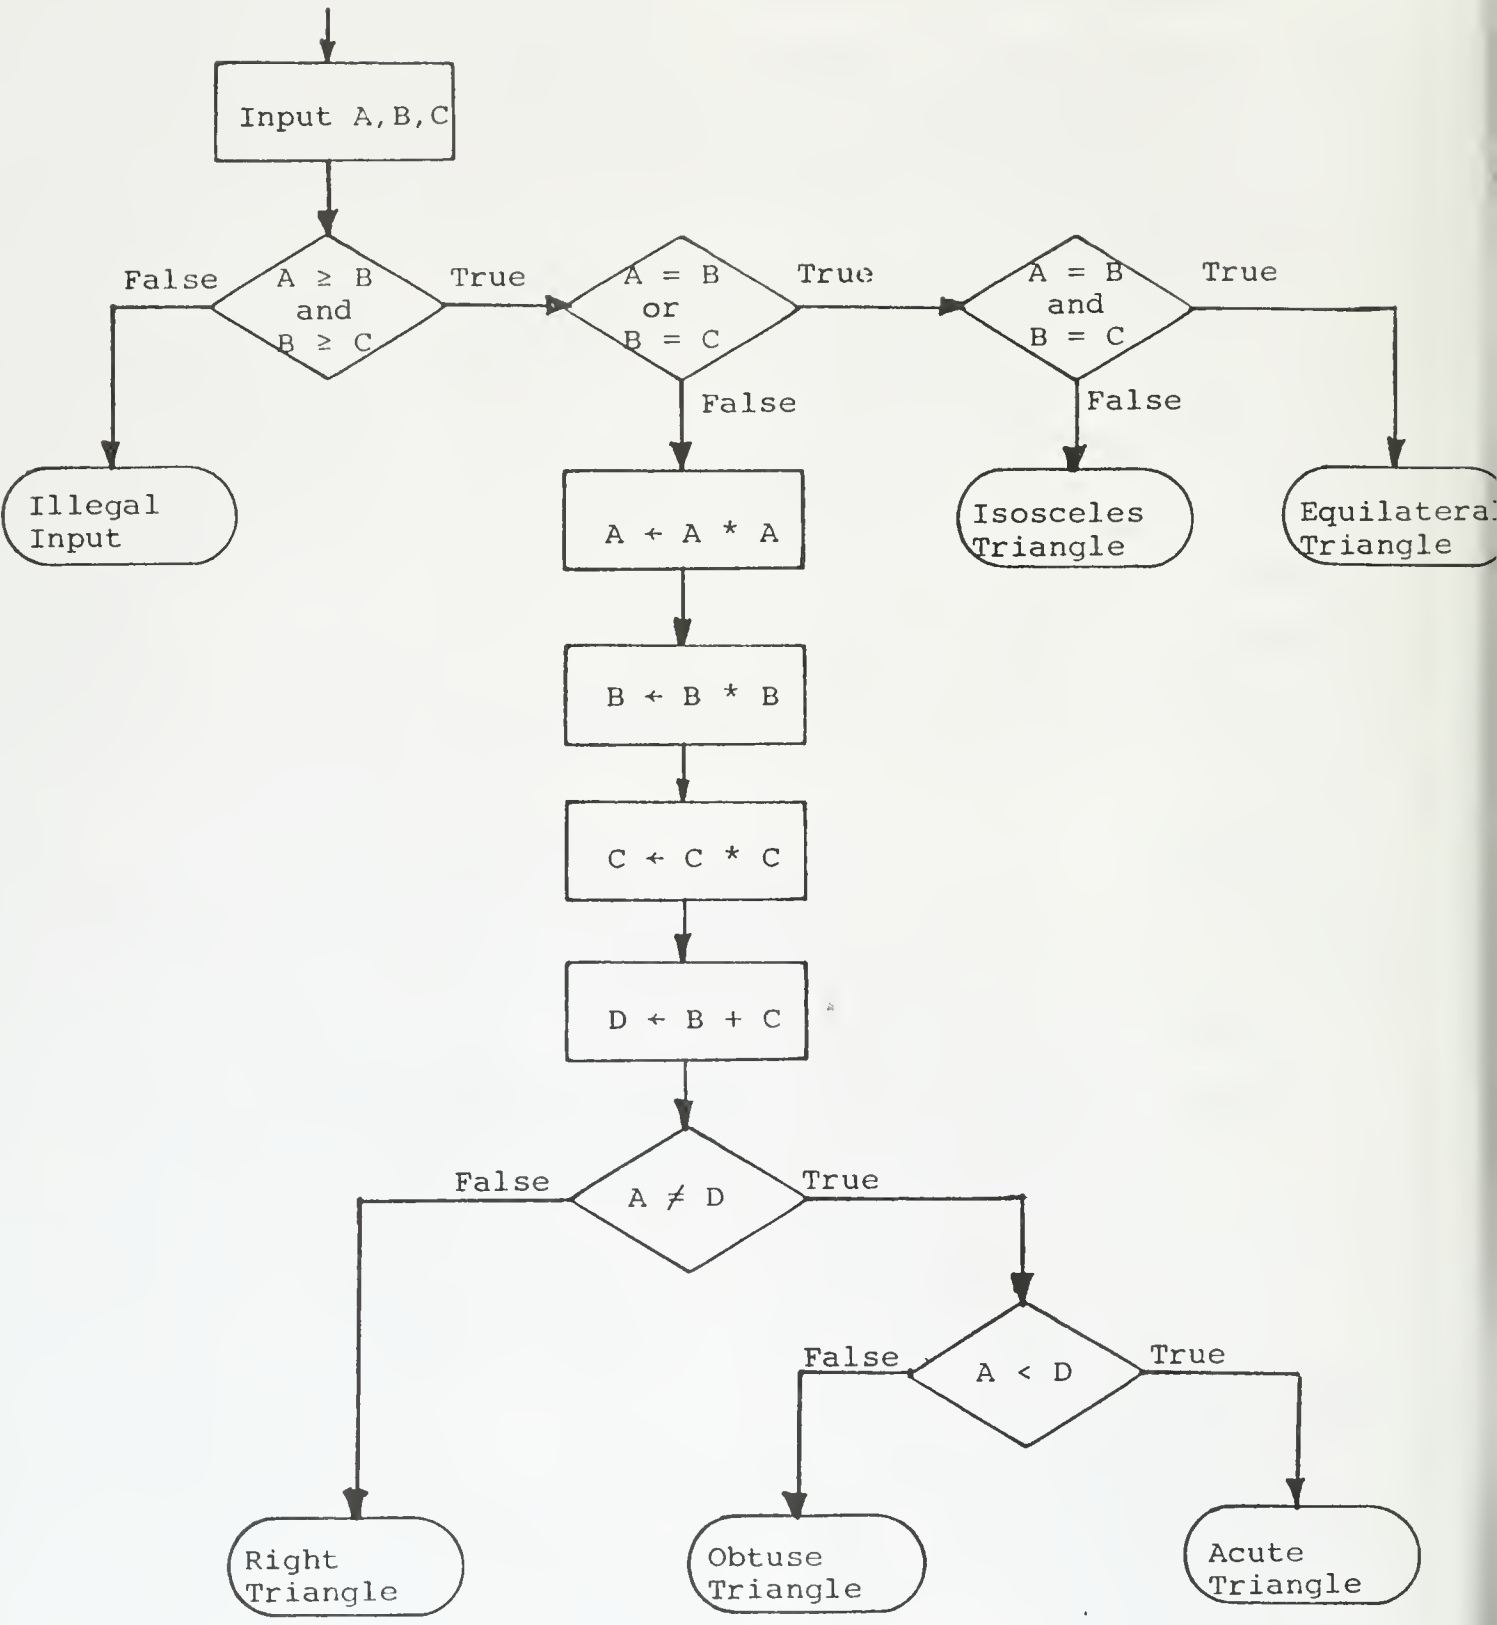 Input A,B,C
False
A ≥ B
and
B ≥ C
True
A = B
or
B = C
True
A = B
and
B = C
True
False
False
Illegal
Input
A ← A * A
Isosceles
Triangle
Equilateral
Triangle
B ← B * B
C ← C * C
D ← B + C
False
A ≠ D
True
False
A < D
True
Right
Triangle
Obtuse
Triangle
Acute
Triangle